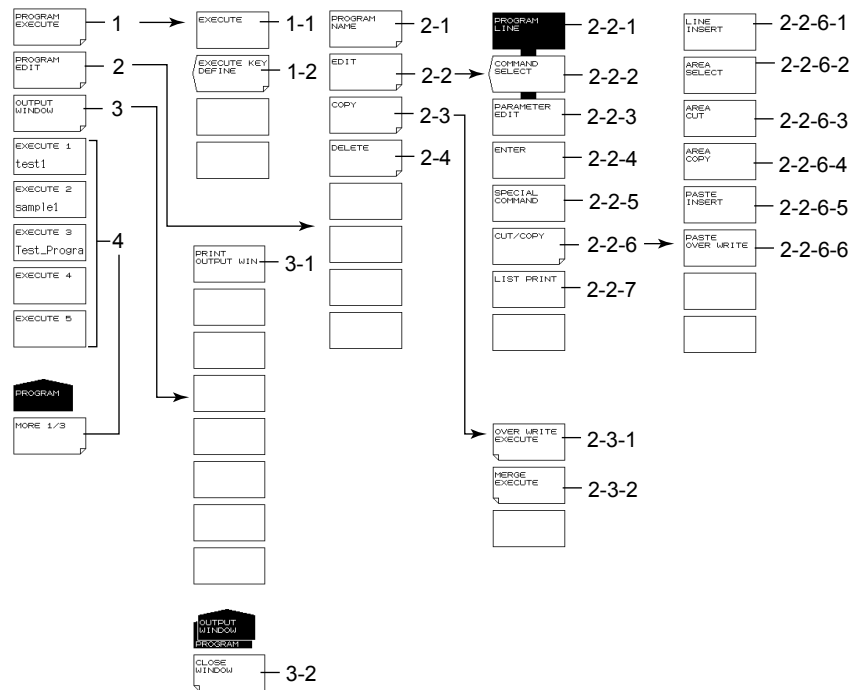 PROGRAM
EXECUTE
1
PROGRAM
EDIT
2
OUTPUT
WINDOW
3
EXECUTE 1
test1
EXECUTE 2
sample1
EXECUTE 3
Test_Progra
EXECUTE 4
EXECUTE 5
4
PROGRAM
MORE 1/3
EXECUTE
1-1
EXECUTE KEY
DEFINE
1-2
PRINT
OUTPUT WIN
3-1
OUTPUT
WINDOW
PROGRAM
CLOSE
WINDOW
3-2
PROGRAM
NAME
2-1
EDIT
2-2
COPY
2-3
DELETE
2-4
PROGRAM
LINE
2-2-1
COMMAND
SELECT
2-2-2
PARAMETER
EDIT
2-2-3
ENTER
2-2-4
SPECIAL
COMMAND
2-2-5
CUT/COPY
2-2-6
LIST PRINT
2-2-7
OVER WRITE
EXECUTE
2-3-1
MERGE
EXECUTE
2-3-2
LINE
INSERT
2-2-6-1
AREA
SELECT
2-2-6-2
AREA
CUT
2-2-6-3
AREA
COPY
2-2-6-4
PASTE
INSERT
2-2-6-5
PASTE
OVER WRITE
2-2-6-6